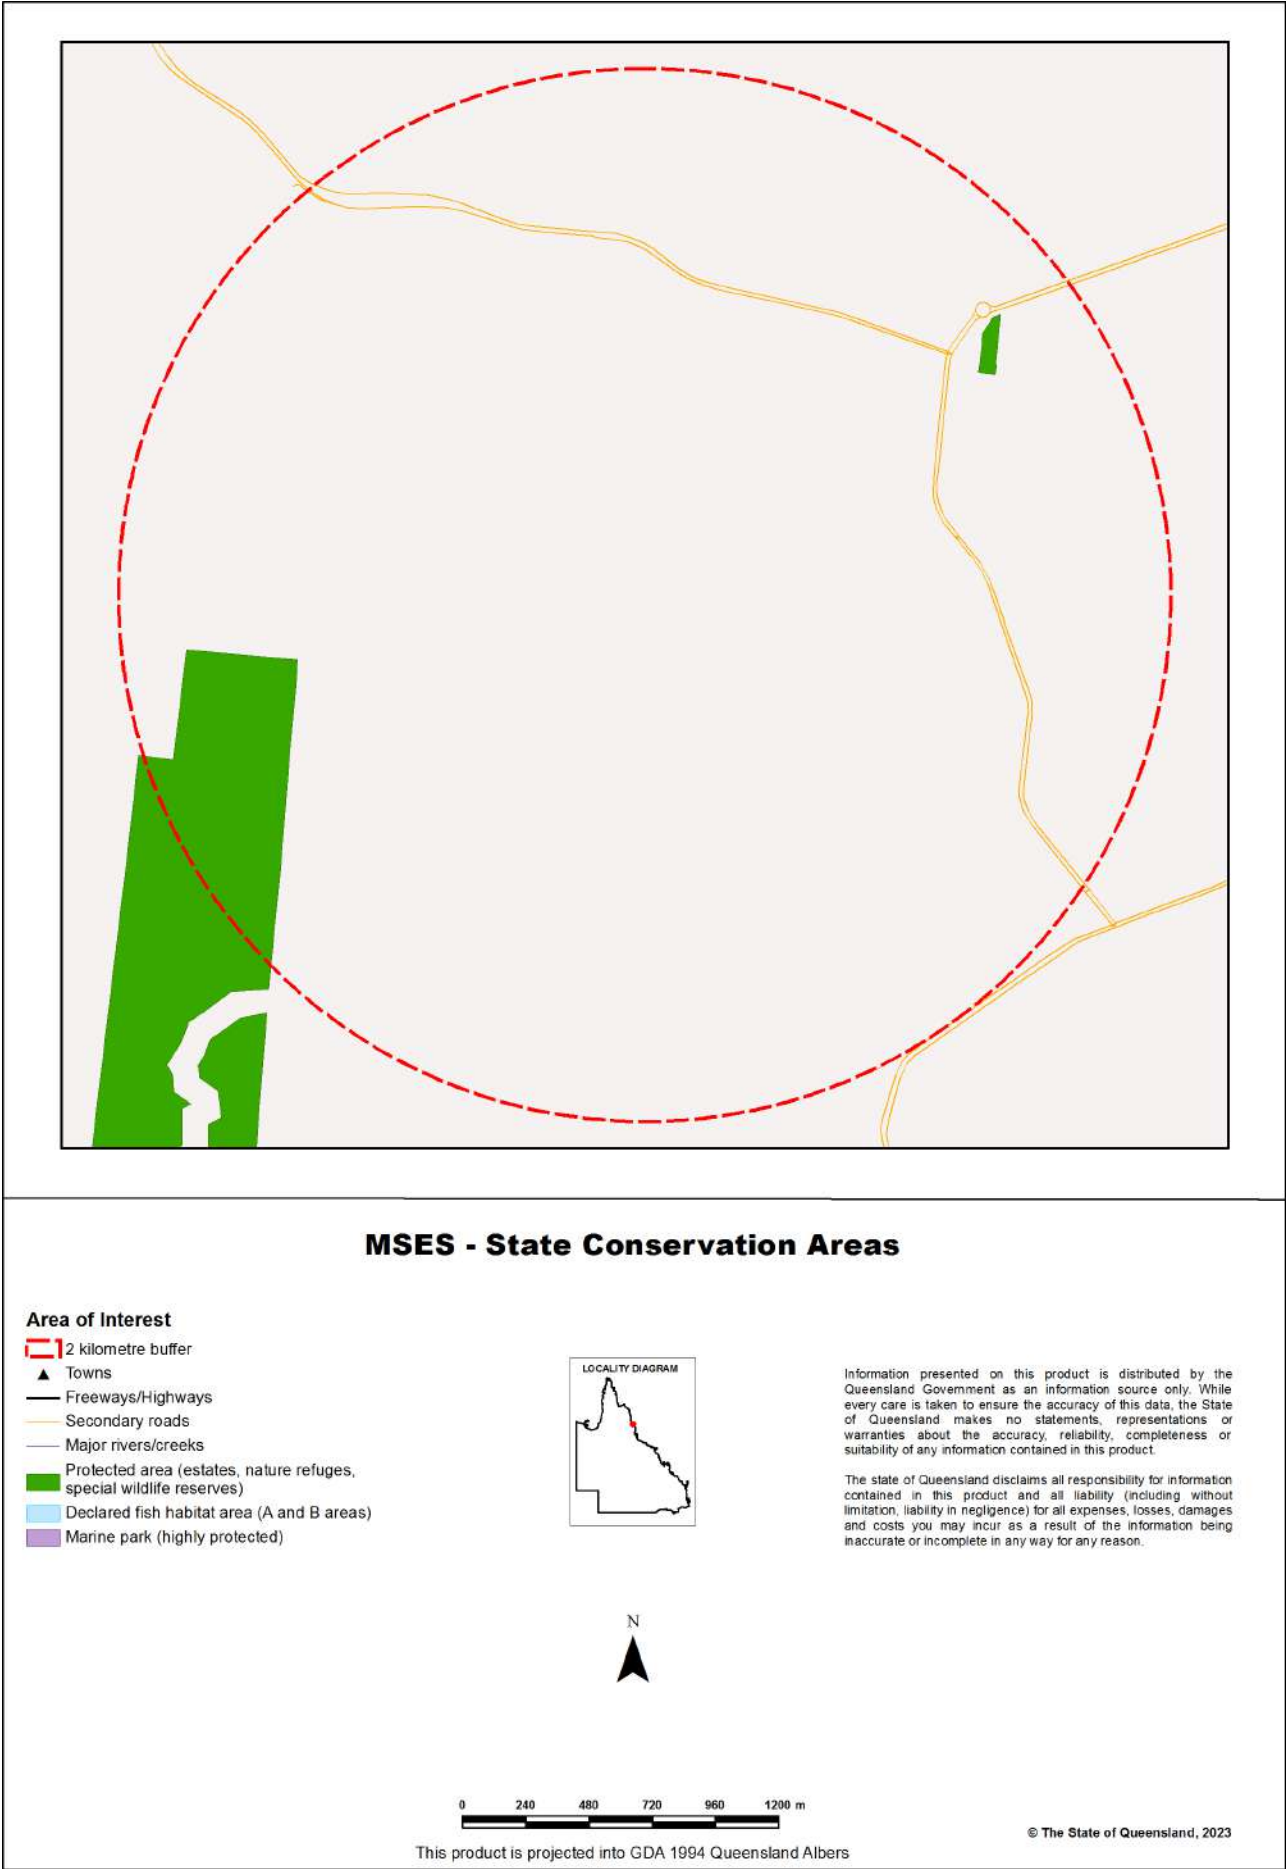 MSES - State Conservation Areas
Area of Interest
2 kilometre buffer
Towns
Freeways/Highways
Secondary roads
Major rivers/creeks
Protected area (estates, nature refuges,
special wildlife reserves)
Declared fish habitat area (A and B areas)
Marine park (highly protected)
LOCALITY DIAGRAM
Information presented on this product is distributed by the
Queensland Government as an information source only. While
every care is taken to ensure the accuracy of this data, the State
of Queensland makes no statements, representations or
warranties about the accuracy, reliability, completeness or
suitability of any information contained in this product.
The state of Queensland disclaims all responsibility for information
contained in this product and all liability (including without
limitation, liability in negligence) for all expenses, losses, damages
and costs you may incur as a result of the information being
inaccurate or incomplete in any way for any reason.
N
0 240 480 720 960 1200 m
This product is projected into GDA 1994 Queensland Albers
© The State of Queensland, 2023